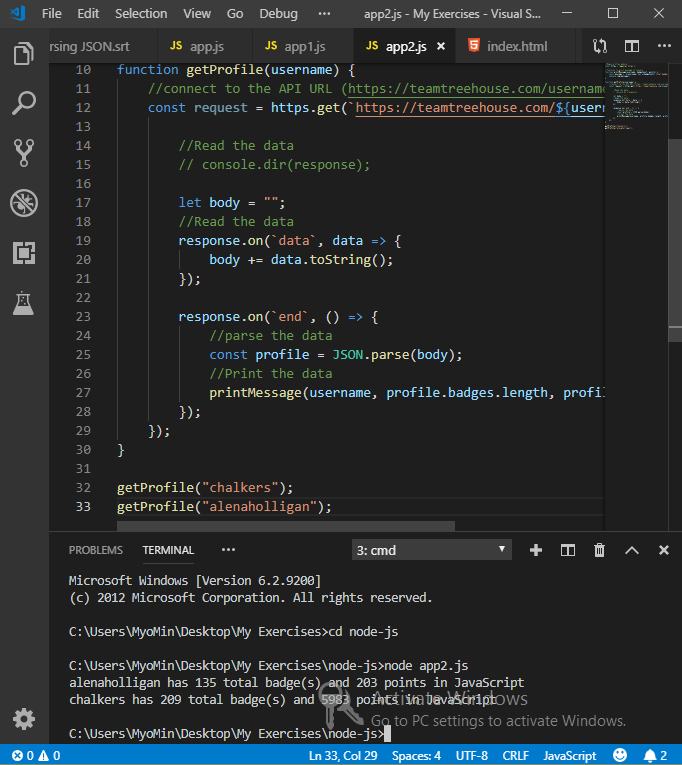 File Edit Selection View Go Debug ··· app2.js - My Exercises - Visual S...
rsing JSON.srt JS app.js JS app1.js JS app2.js × index.html ···
10 function getProfile(username) {
11 //connect to the API URL (https://teamtreehouse.com/username
12 const request = https.get(`https://teamtreehouse.com/${usern
13
14 //Read the data
15 // console.dir(response);
16
17 let body = "";
18 //Read the data
19 response.on(`data`, data => {
20 body += data.toString();
21 });
22
23 response.on(`end`, () => {
24 //parse the data
25 const profile = JSON.parse(body);
26 //Print the data
27 printMessage(username, profile.badges.length, profil
28 });
29 });
30 }
31
32 getProfile("chalkers");
33 getProfile("alenaholligan");
PROBLEMS TERMINAL ··· 3: cmd
Microsoft Windows [Version 6.2.9200]
(c) 2012 Microsoft Corporation. All rights reserved.
C:\Users\MyoMin\Desktop\My Exercises>cd node-js
C:\Users\MyoMin\Desktop\My Exercises\node-js>node app2.js
alenaholligan has 135 total badge(s) and 203 points in JavaScript
chalkers has 209 total badge(s) and 5983 points in JavaScript
Activate Windows
Go to PC settings to activate Windows.
C:\Users\MyoMin\Desktop\My Exercises\node-js>
0 0 Ln 33, Col 29 Spaces: 4 UTF-8 CRLF JavaScript 2